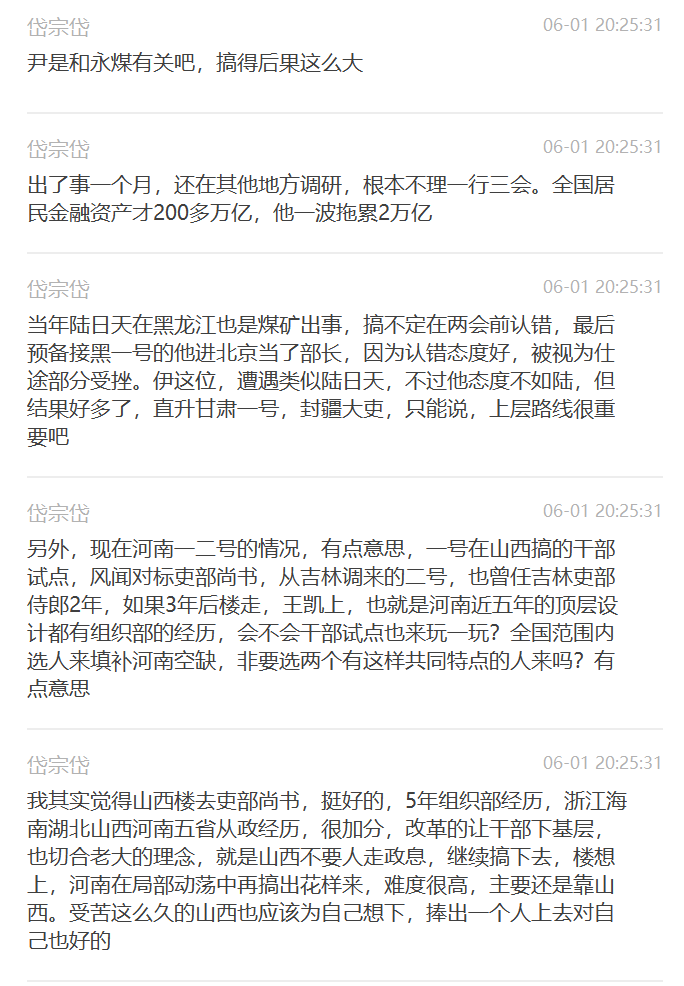 岱宗岱 06-01 20:25:31
尹是和永煤有关吧，搞得后果这么大
岱宗岱 06-01 20:25:31
出了事一个月，还在其他地方调研，根本不理一行三会。全国居
民金融资产才200多万亿，他一波拖累2万亿
岱宗岱 06-01 20:25:31
当年陆日天在黑龙江也是煤矿出事，搞不定在两会前认错，最后
预备接黑一号的他进北京当了部长，因为认错态度好，被视为仕
途部分受挫。伊这位，遭遇类似陆日天，不过他态度不如陆，但
结果好多了，直升甘肃一号，封疆大吏，只能说，上层路线很重
要吧
岱宗岱 06-01 20:25:31
另外，现在河南一二号的情况，有点意思，一号在山西搞的干部
试点，风闻对标吏部尚书，从吉林调来的二号，也曾任吉林吏部
侍郎2年，如果3年后楼走，王凯上，也就是河南近五年的顶层设
计都有组织部的经历，会不会干部试点也来玩一玩？全国范围内
选人来填补河南空缺，非要选两个有这样共同特点的人来吗？有
点意思
岱宗岱 06-01 20:25:31
我其实觉得山西楼去吏部尚书，挺好的，5年组织部经历，浙江海
南湖北山西河南五省从政经历，很加分，改革的让干部下基层，
也切合老大的理念，就是山西不要人走政息，继续搞下去，楼想
上，河南在局部动荡中再搞出花样来，难度很高，主要还是靠山
西。受苦这么久的山西也应该为自己想下，捧出一个人上去对自
己也好的